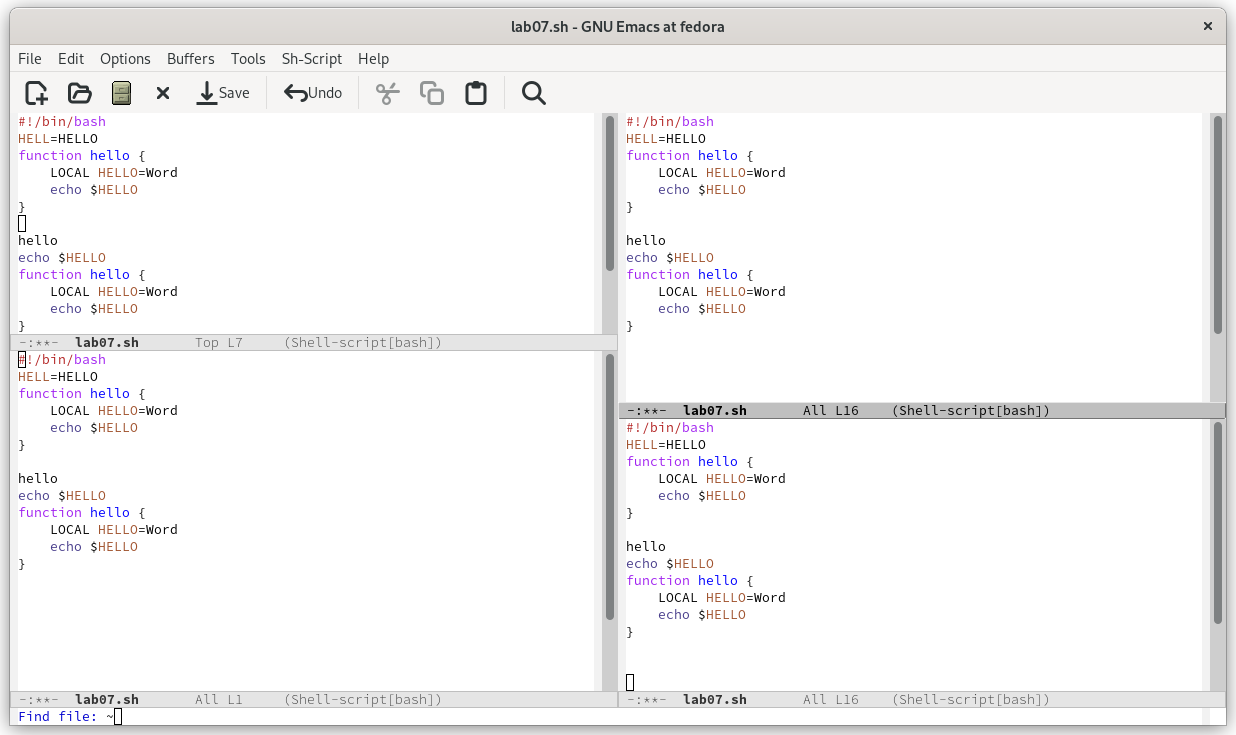 lab07.sh - GNU Emacs at fedora
File Edit Options Buffers Tools Sh-Script Help
Save Undo
#!/bin/bash
HELL=HELLO
function hello {
    LOCAL HELLO=Word
    echo $HELLO
}

hello
echo $HELLO
function hello {
    LOCAL HELLO=Word
    echo $HELLO
}
-:**-  lab07.sh       Top L7     (Shell-script[bash])
#!/bin/bash
HELL=HELLO
function hello {
    LOCAL HELLO=Word
    echo $HELLO
}

hello
echo $HELLO
function hello {
    LOCAL HELLO=Word
    echo $HELLO
}
-:**-  lab07.sh       All L1     (Shell-script[bash])
#!/bin/bash
HELL=HELLO
function hello {
    LOCAL HELLO=Word
    echo $HELLO
}

hello
echo $HELLO
function hello {
    LOCAL HELLO=Word
    echo $HELLO
}
-:**-  lab07.sh       All L16    (Shell-script[bash])
#!/bin/bash
HELL=HELLO
function hello {
    LOCAL HELLO=Word
    echo $HELLO
}

hello
echo $HELLO
function hello {
    LOCAL HELLO=Word
    echo $HELLO
}
-:**-  lab07.sh       All L16    (Shell-script[bash])
Find file: ~